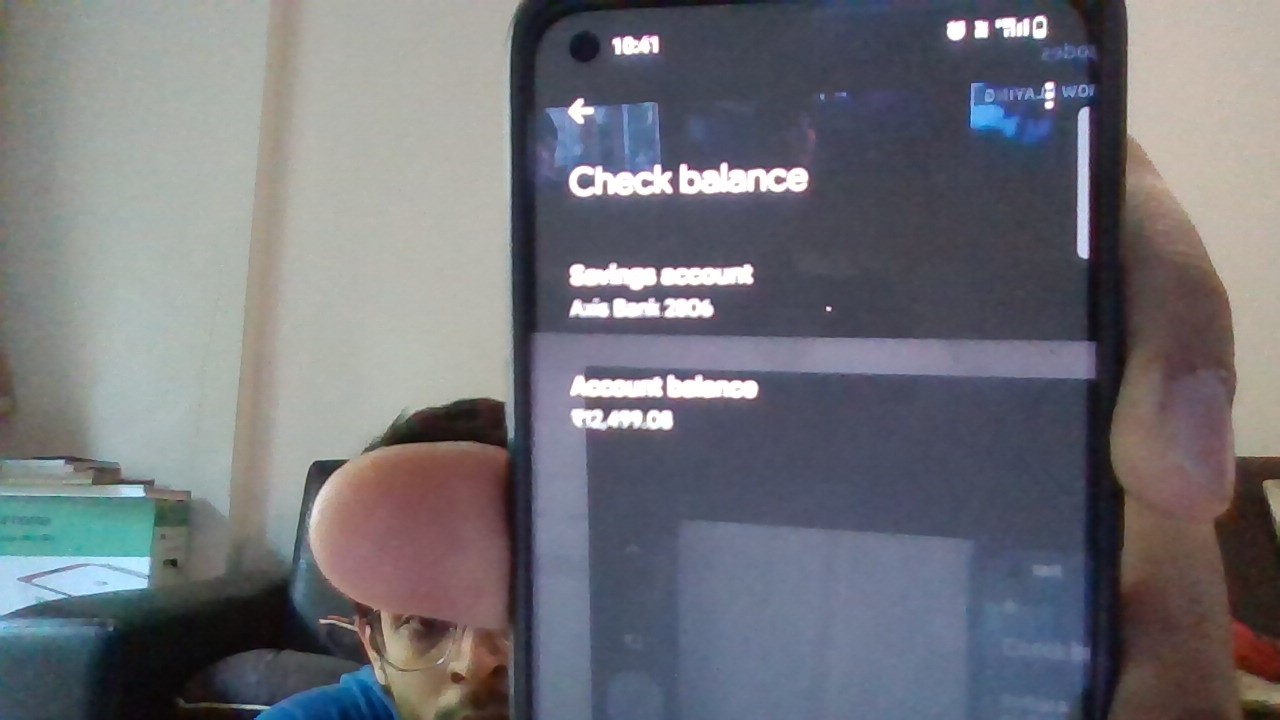 10:41
Check balance
Savings account
Axis Bank 2806
Account balance
₹12,499.08